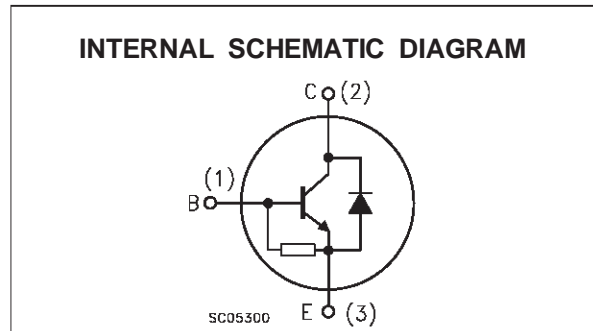 INTERNAL SCHEMATIC DIAGRAM
C (2)
(1)
B
SC05300
E (3)